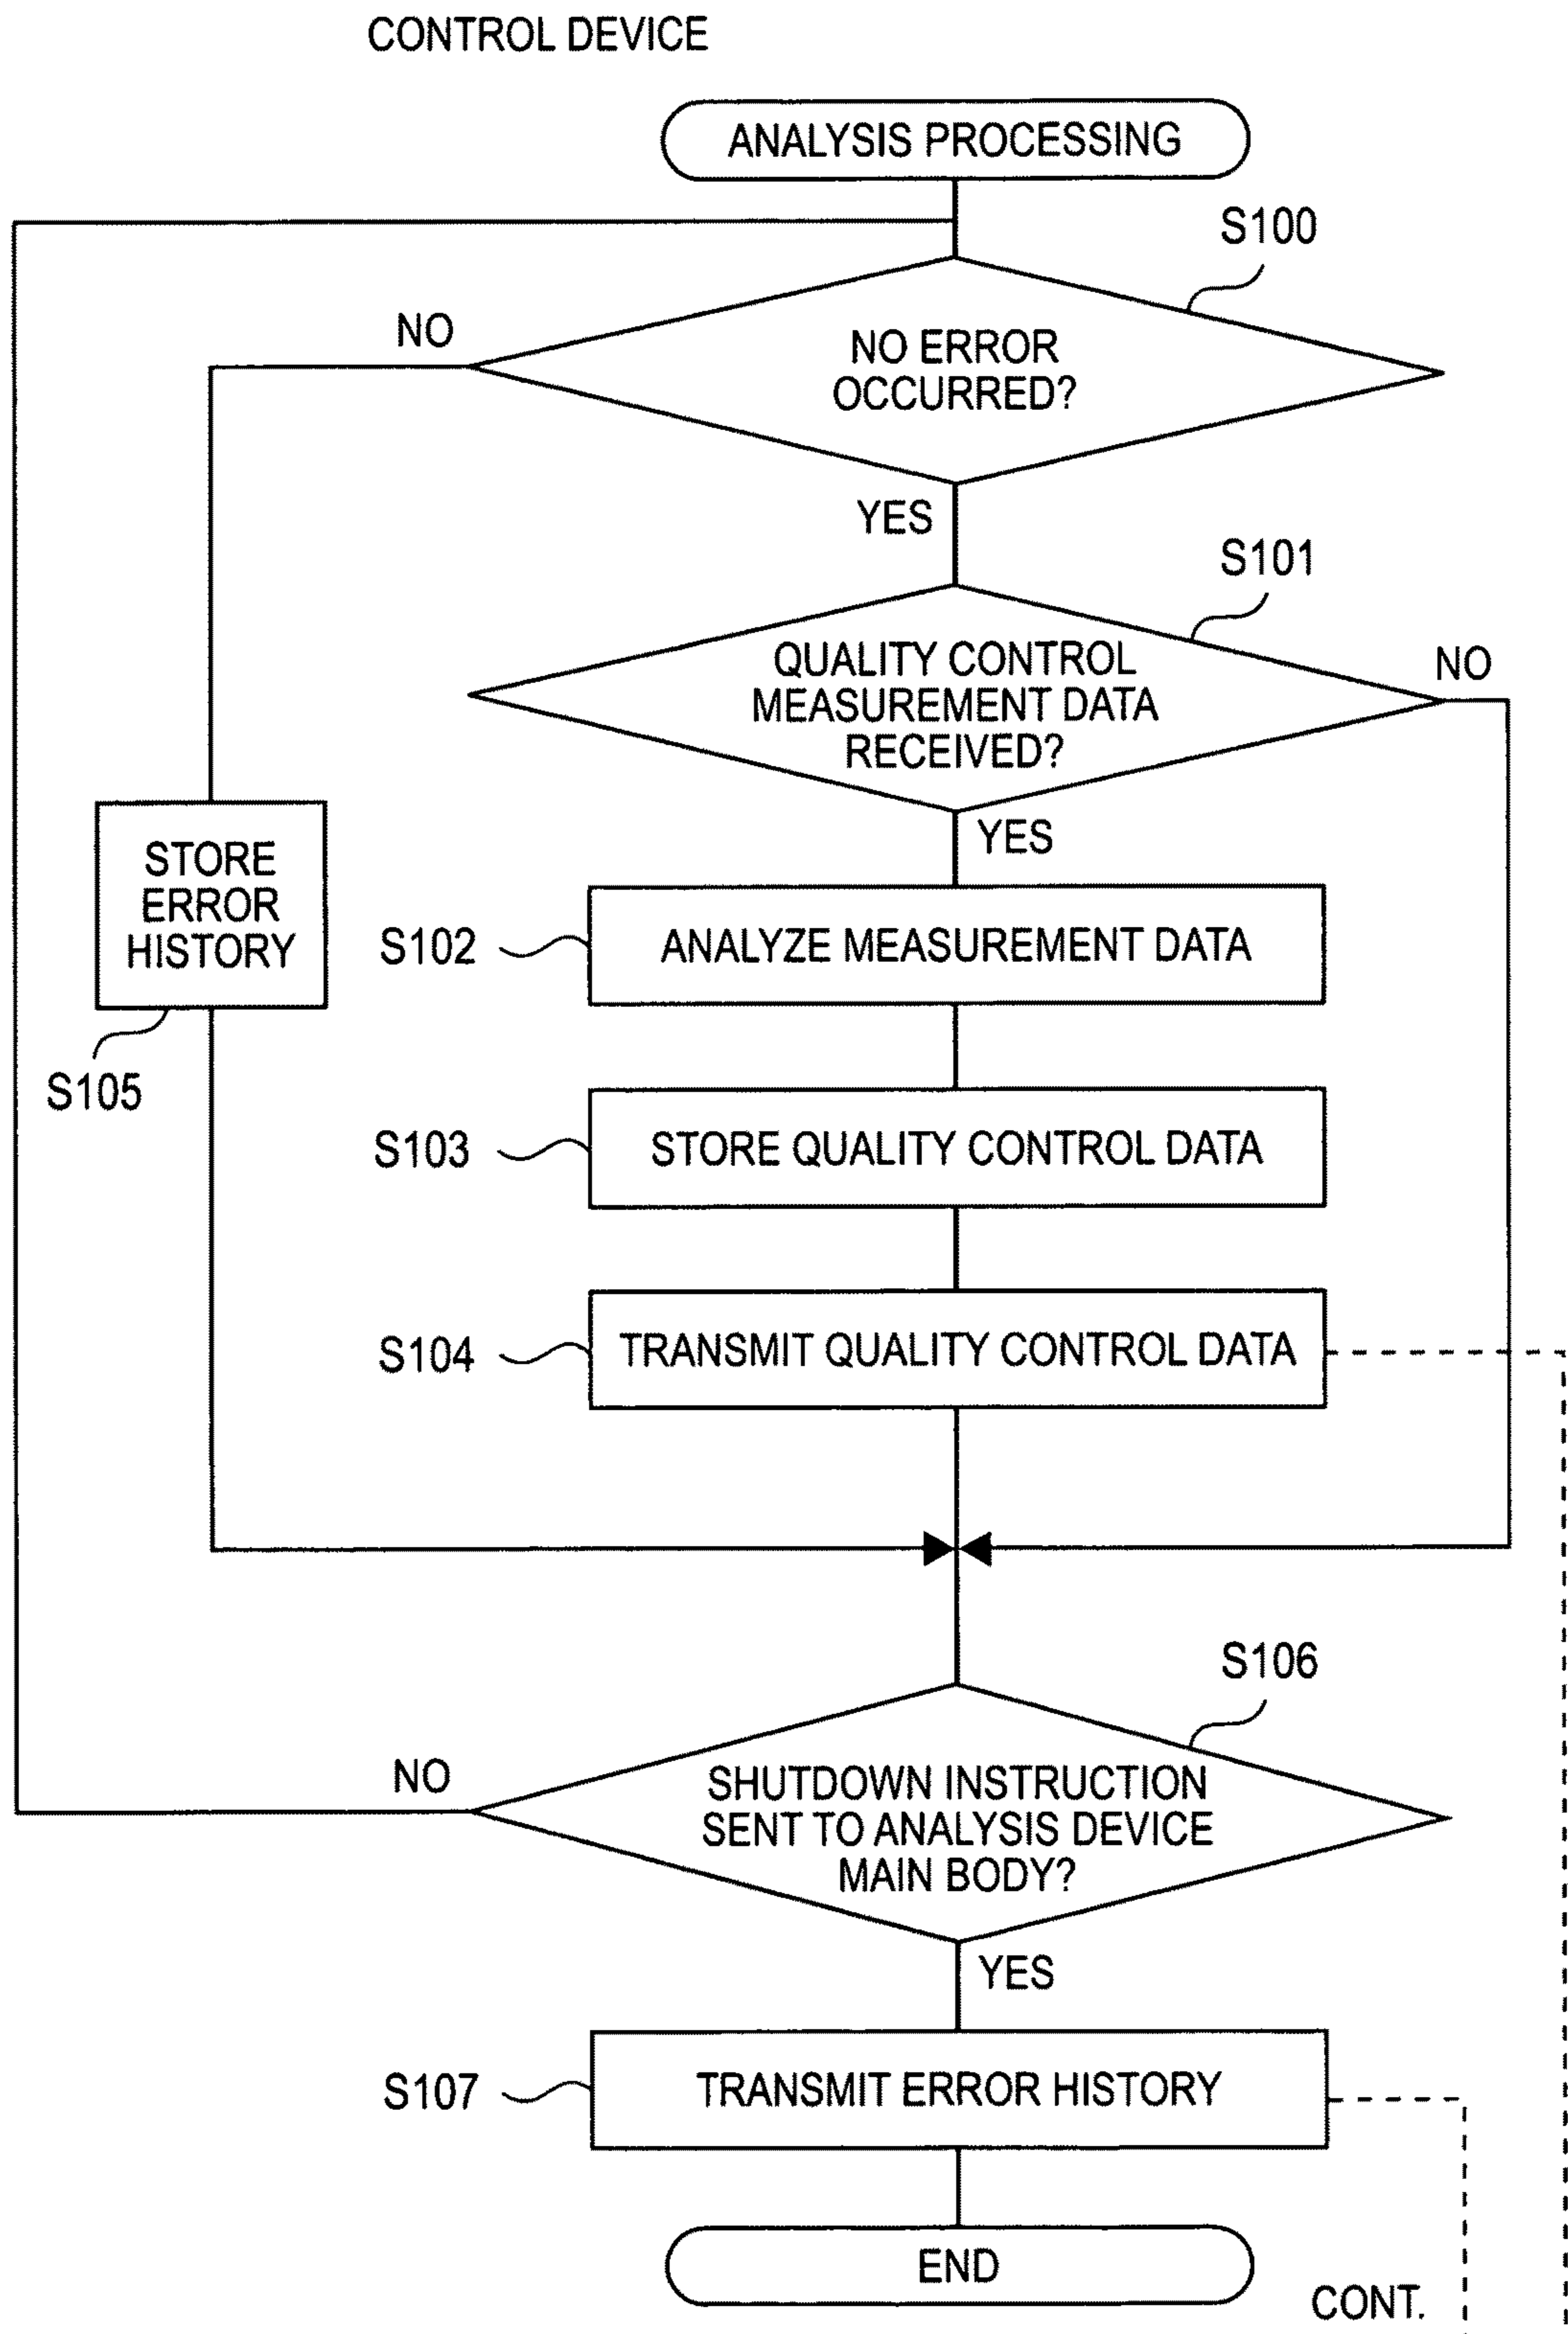 CONTROL DEVICE
ANALYSIS PROCESSING
S100
NO
NO ERROR
OCCURRED?
YES
S101
QUALITY CONTROL
MEASUREMENT DATA
RECEIVED?
NO
YES
STORE
ERROR
HISTORY
S105
S102
ANALYZE MEASUREMENT DATA
S103
STORE QUALITY CONTROL DATA
S104
TRANSMIT QUALITY CONTROL DATA
S106
NO
SHUTDOWN INSTRUCTION
SENT TO ANALYSIS DEVICE
MAIN BODY?
YES
S107
TRANSMIT ERROR HISTORY
END
CONT.